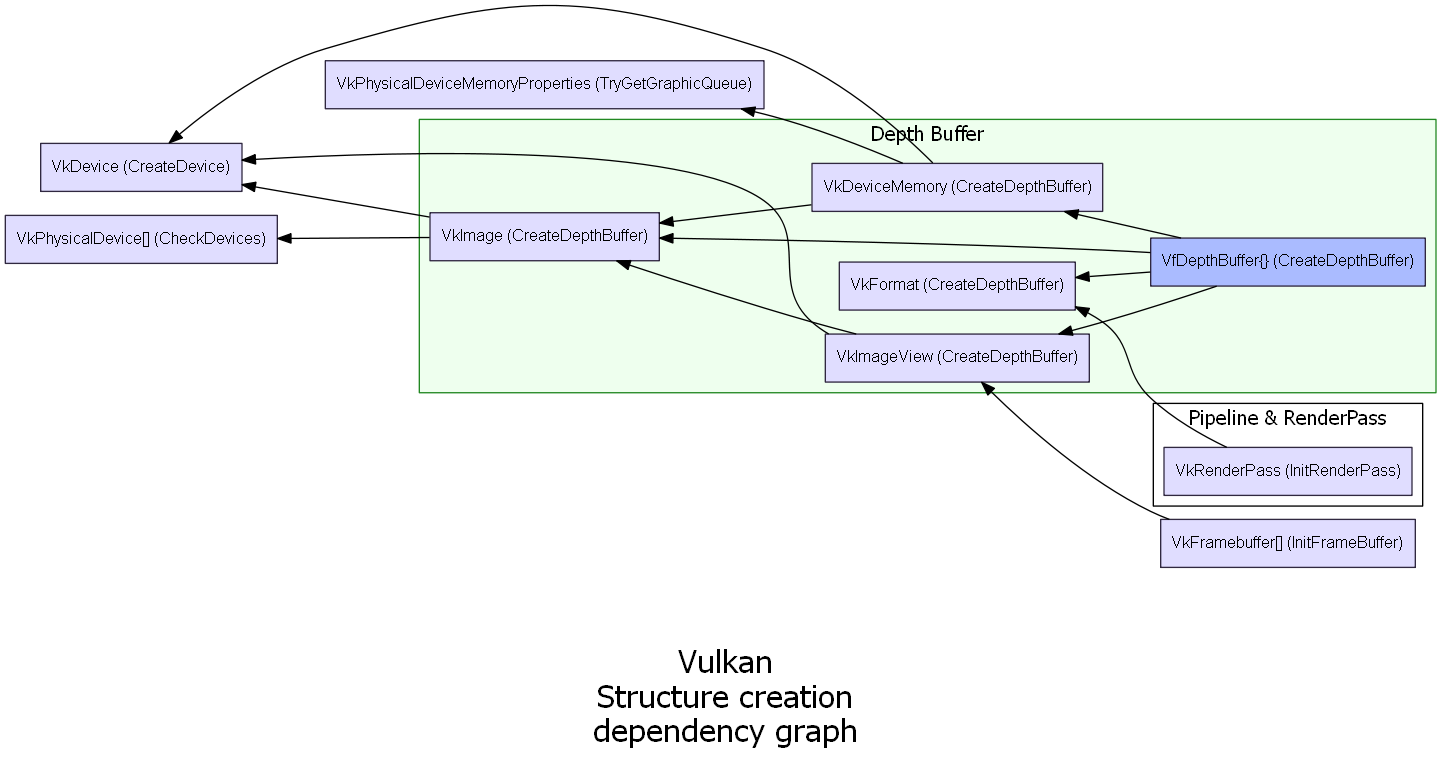 VkPhysicalDeviceMemoryProperties (TryGetGraphicQueue)
Depth Buffer
VkDevice (CreateDevice)
VkDeviceMemory (CreateDepthBuffer)
VkPhysicalDevice[] (CheckDevices)
VkImage (CreateDepthBuffer)
VfDepthBuffer{} (CreateDepthBuffer)
VkFormat (CreateDepthBuffer)
VkImageView (CreateDepthBuffer)
Pipeline & RenderPass
VkRenderPass (InitRenderPass)
VkFramebuffer[] (InitFrameBuffer)
Vulkan
Structure creation
dependency graph